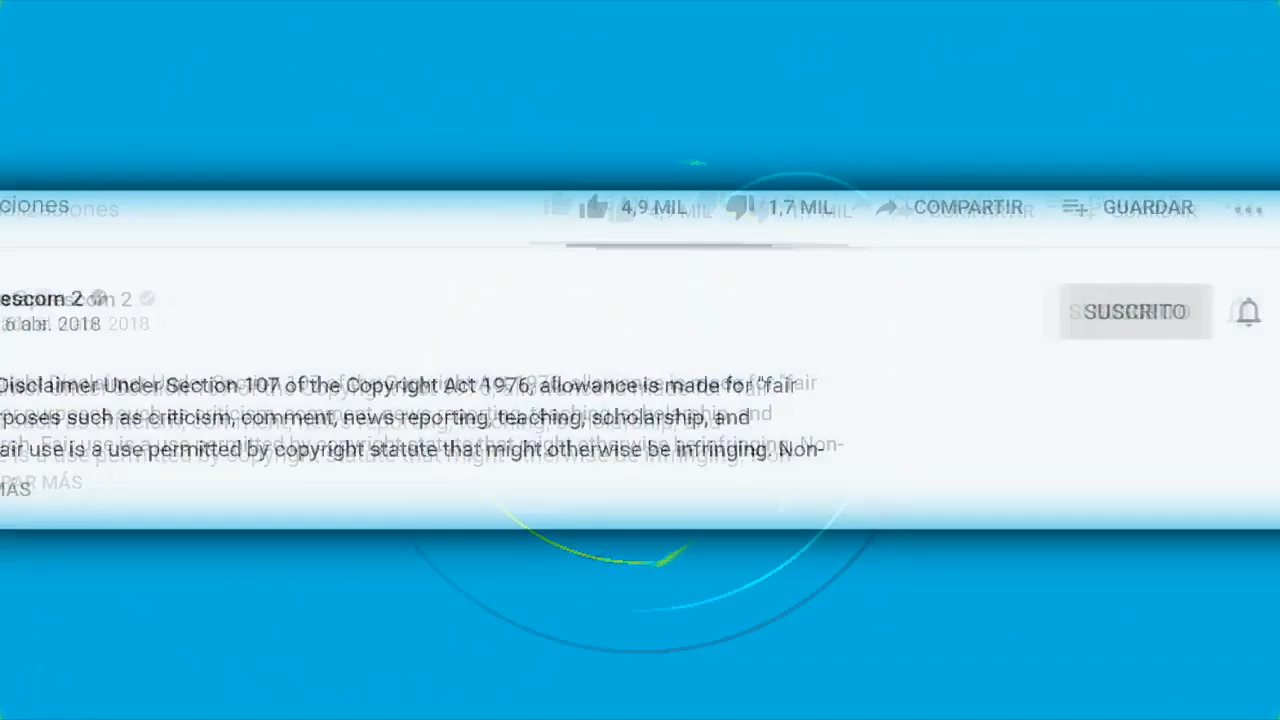 ciones 4,9 MIL 1,7 MIL COMPARTIR GUARDAR
escom 2
6 abr. 2018 SUSCRITO
Disclaimer Under Section 107 of the Copyright Act 1976, allowance is made for "fair
rposes such as criticism, comment, news reporting, teaching, scholarship, and
air use is a use permitted by copyright statute that might otherwise be infringing. Non-
MÁS